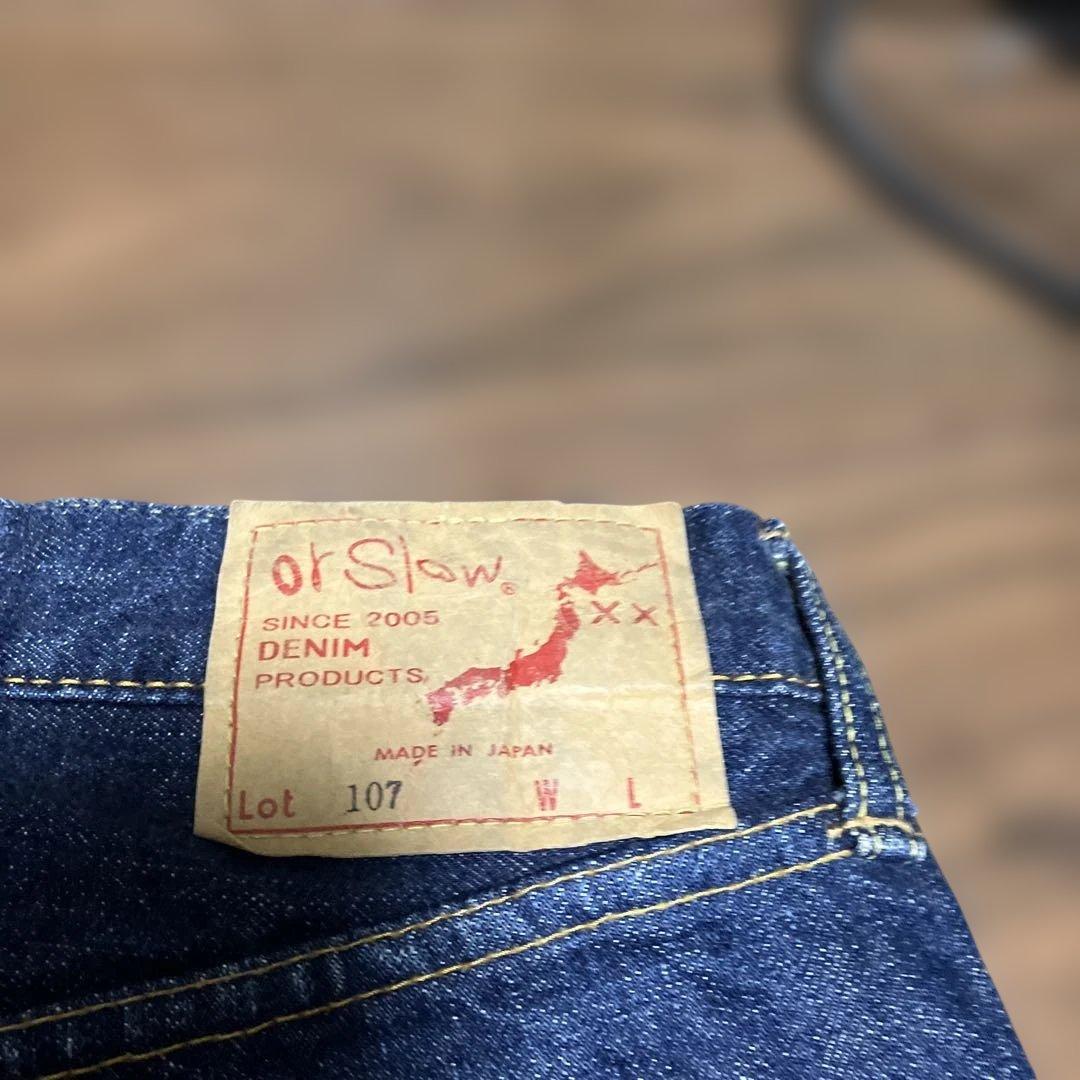 orSlow®
SINCE 2005
DENIM
PRODUCTS,
XX
MADE IN JAPAN
Lot 107 W L